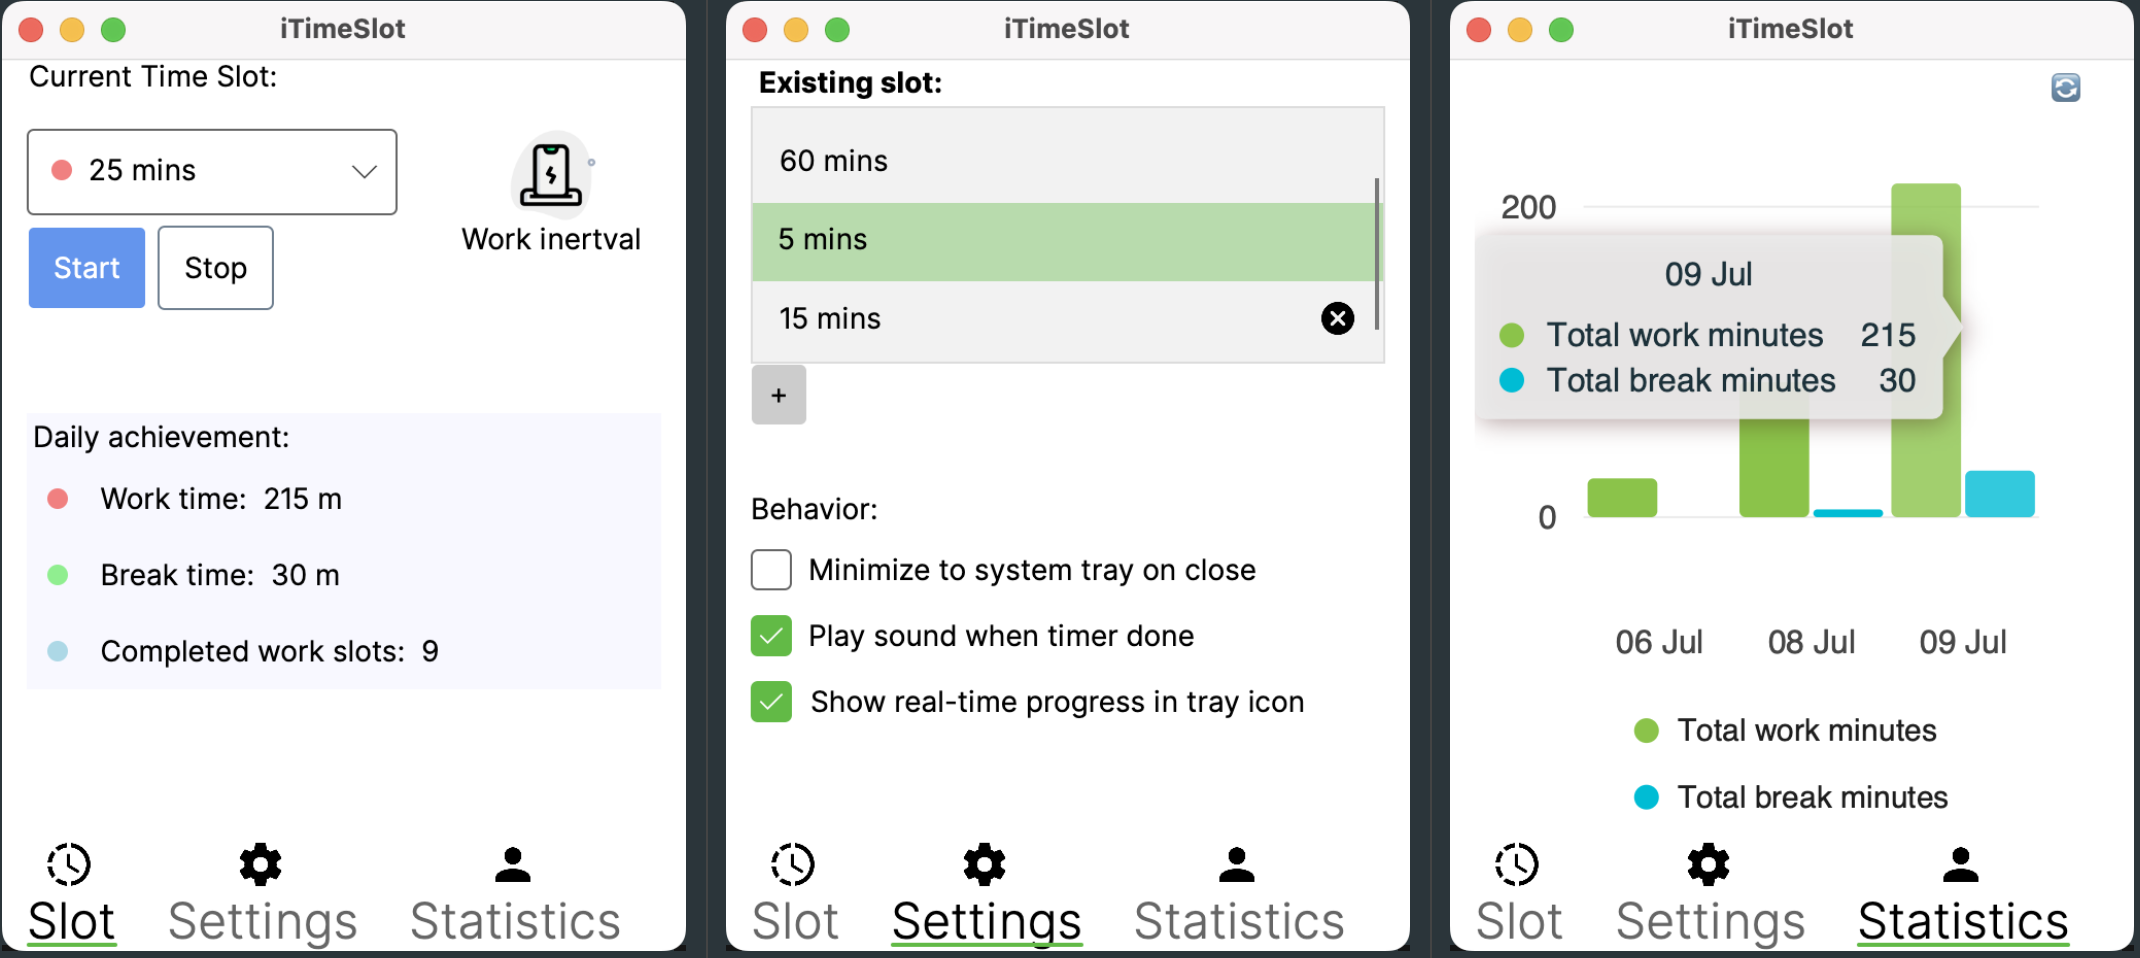 iTimeSlot
Current Time Slot:
25 mins
Start
Stop
Work inertval
Daily achievement:
Work time: 215 m
Break time: 30 m
Completed work slots: 9
Slot
Settings
Statistics
iTimeSlot
Existing slot:
60 mins
5 mins
15 mins
+
Behavior:
Minimize to system tray on close
Play sound when timer done
Show real-time progress in tray icon
Slot
Settings
Statistics
iTimeSlot
200
09 Jul
Total work minutes 215
Total break minutes 30
0
06 Jul
08 Jul
09 Jul
Total work minutes
Total break minutes
Slot
Settings
Statistics